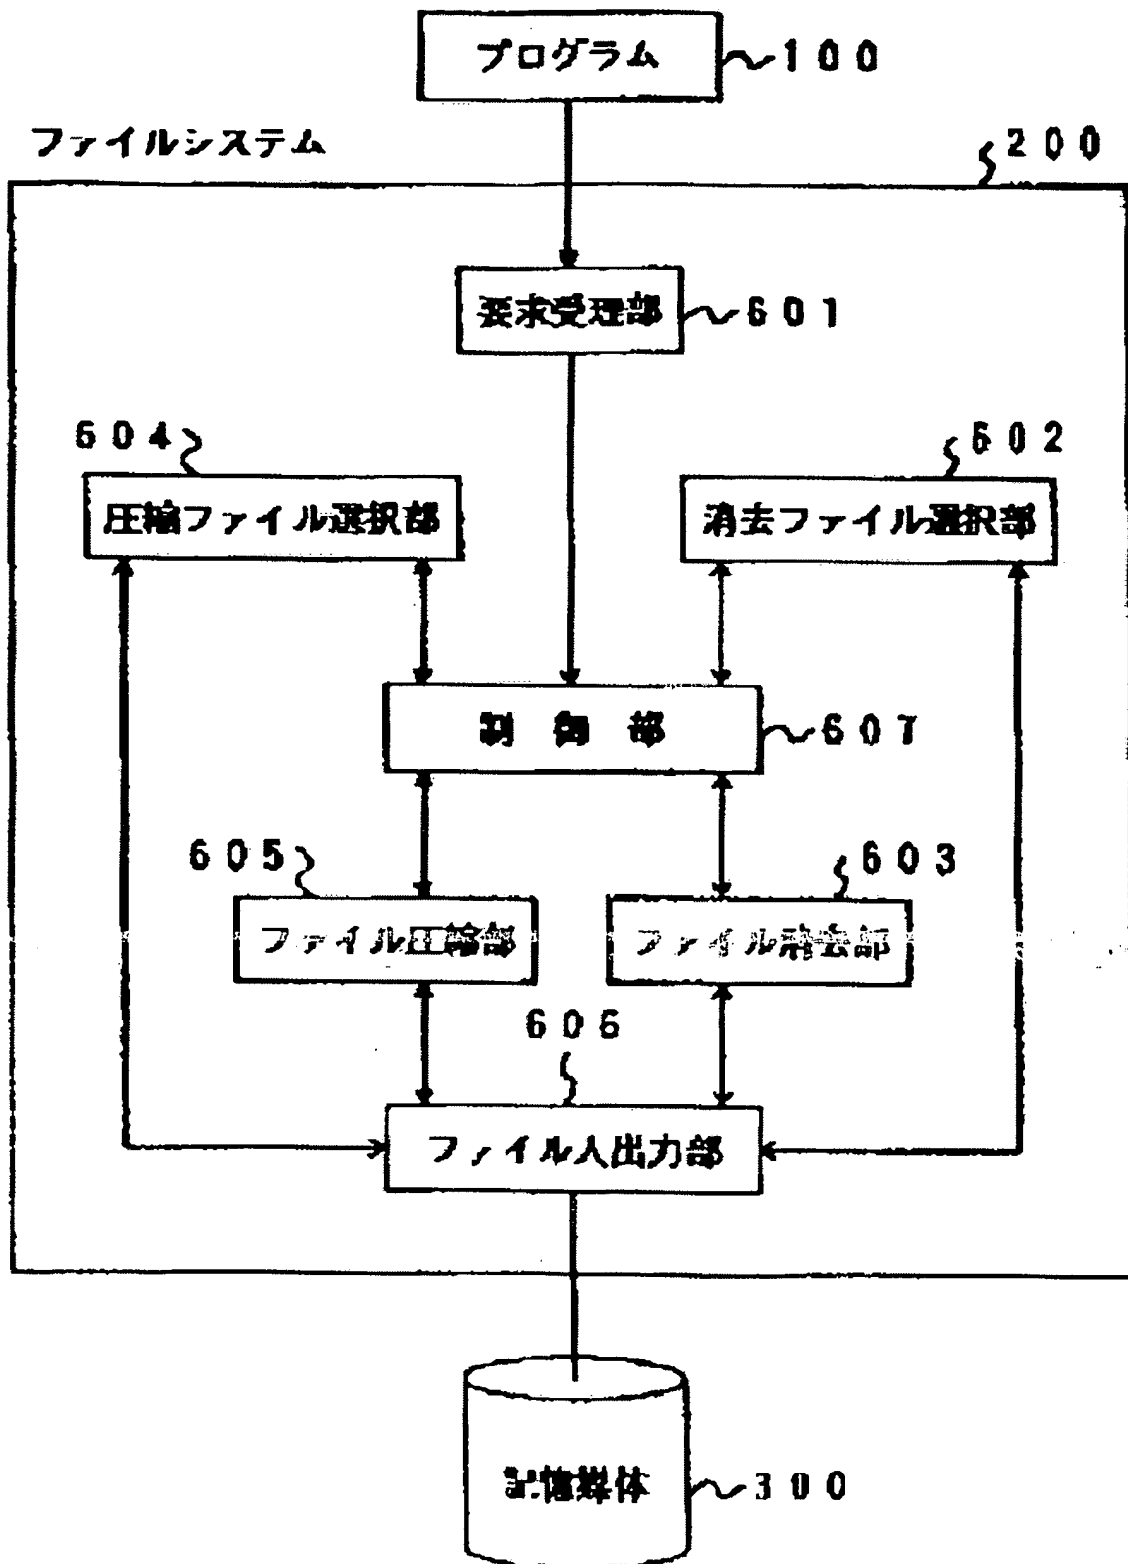 プログラム
100
ファイルシステム
200
要求受理部
601
604
602
圧縮ファイル選択部
消去ファイル選択部
制 御 部
607
605
603
ファイル圧縮部
ファイル消去部
606
ファイル入出力部
記憶媒体
300